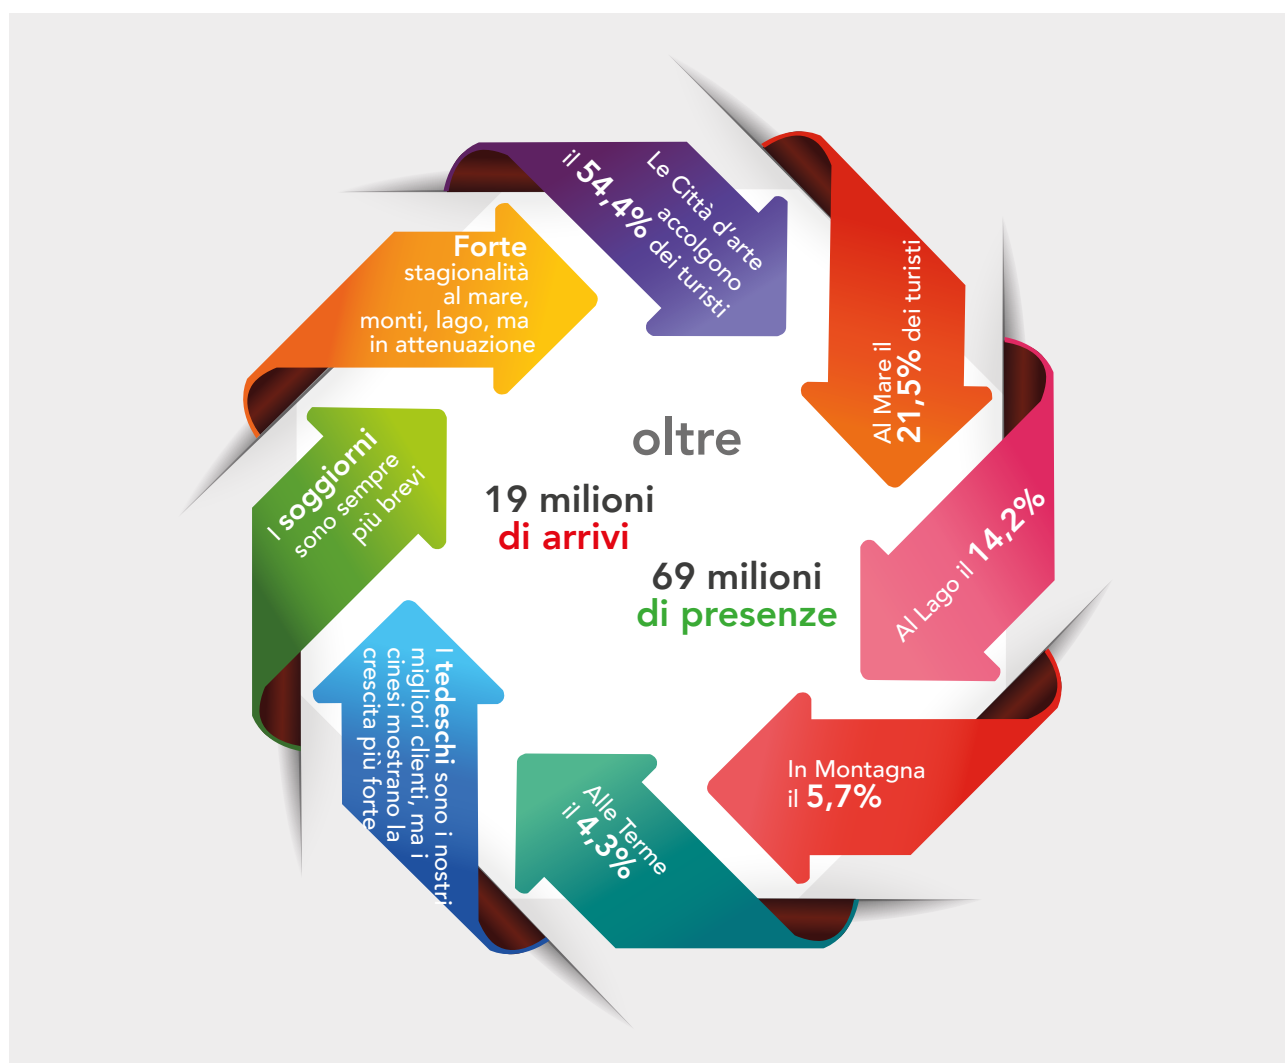 Le Città d'arte
accolgono
il 54,4% dei turisti
Al Mare il
21,5% dei turisti
Al Lago il 14,2%
In Montagna
il 5,7%
Alle Terme
il 4,3%
I tedeschi sono i nostri
migliori clienti, ma i
cinesi mostrano la
crescita più forte
I soggiorni
sono sempre
più brevi
Forte
stagionalità
al mare,
monti, lago, ma
in attenuazione
oltre
19 milioni
di arrivi
69 milioni
di presenze